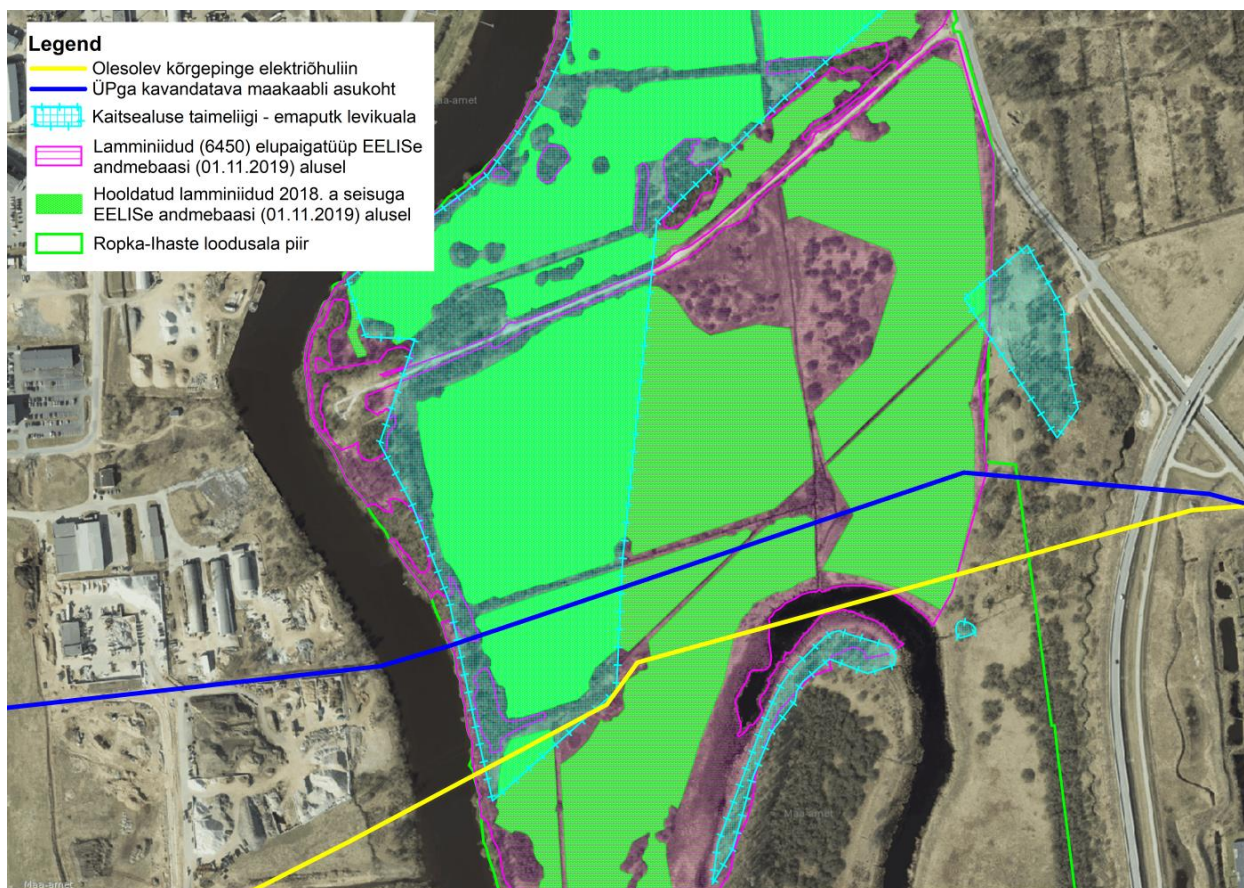 Legend
Olesolev kõrgepinge elektriõhuliin
ÜPga kavandatava maakaabli asukoht
Kaitsealuse taimeliigi - emaputk levikuala
Lamminiidud (6450) elupaigatüüp EELISe
andmebaasi (01.11.2019) alusel
Hooldatud lamminiidud 2018. a seisuga
EELISe andmebaasi (01.11.2019) alusel
Ropka-Ihaste loodusala piir
Maa-amet
Maa-amet
Maa-amet